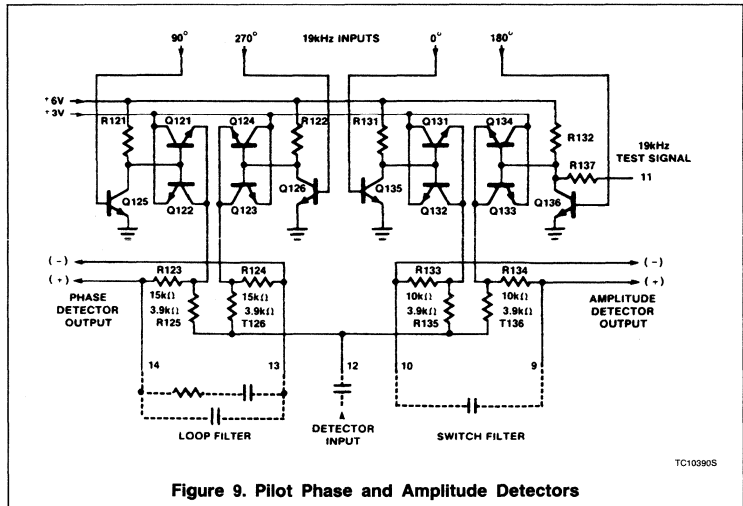 90° 270° 19kHz INPUTS 0° 180°
+6V
+3V
R121 Q121 Q124 R122 R131 Q131 Q134 R132
R137
19kHz
TEST SIGNAL
11
Q125 Q122 Q123 Q126 Q135 Q132 Q133 Q136
(−) (−)
(+) (+)
R123 R124 R133 R134
PHASE
DETECTOR
OUTPUT
15kΩ 15kΩ 10kΩ 10kΩ
3.9kΩ 3.9kΩ 3.9kΩ 3.9kΩ
R125 T126 R135 T136
AMPLITUDE
DETECTOR
OUTPUT
14 13 12 10 9
LOOP FILTER
DETECTOR
INPUT
SWITCH FILTER
TC10390S
Figure 9. Pilot Phase and Amplitude Detectors